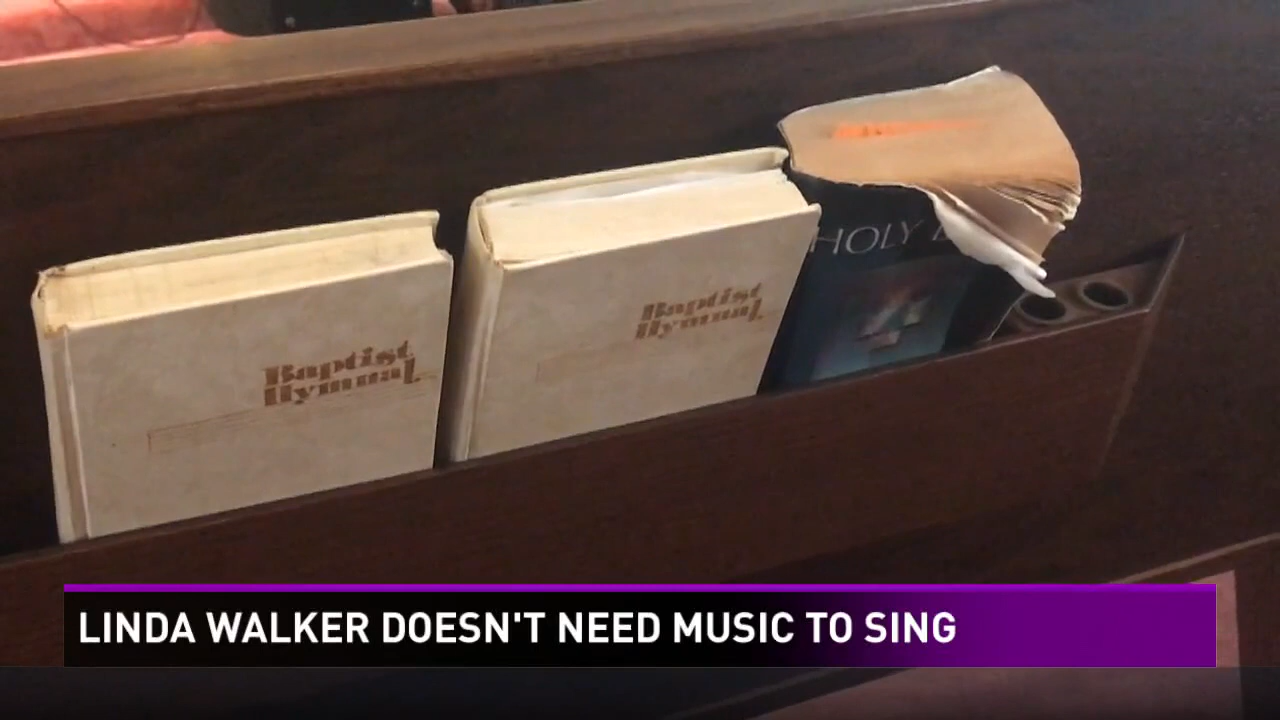 Baptist
Hymnal
Baptist
Hymnal
HOLY
LINDA WALKER DOESN'T NEED MUSIC TO SING